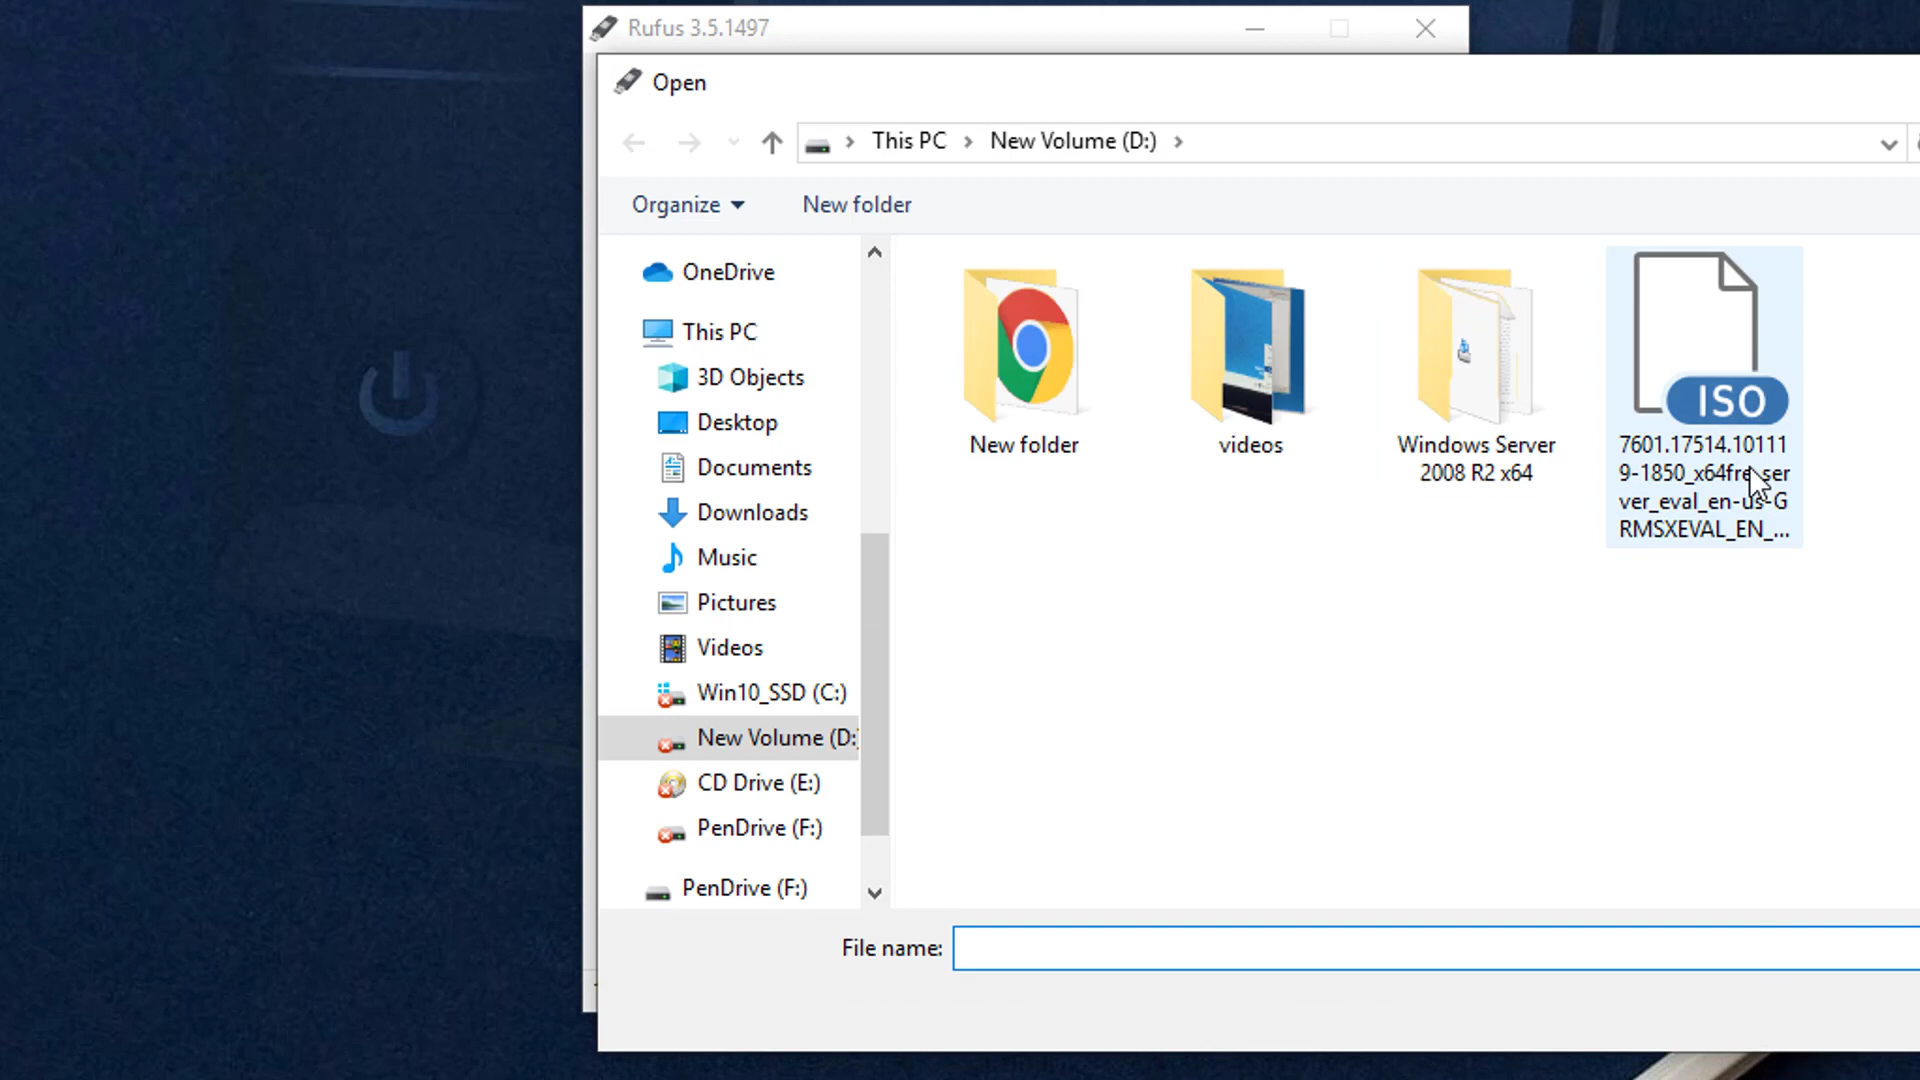 Rufus 3.5.1497
Open
This PC
New Volume (D:)
Organize
New folder
OneDrive
This PC
3D Objects
Desktop
Documents
Downloads
Music
Pictures
Videos
Win10_SSD (C:)
New Volume (D:
CD Drive (E:)
PenDrive (F:)
PenDrive (F:)
New folder
videos
Windows Server
2008 R2 x64
ISO
7601.17514.10111
9-1850_x64fre_ser
ver_eval_en-us-G
RMSXEVAL_EN_...
File name: